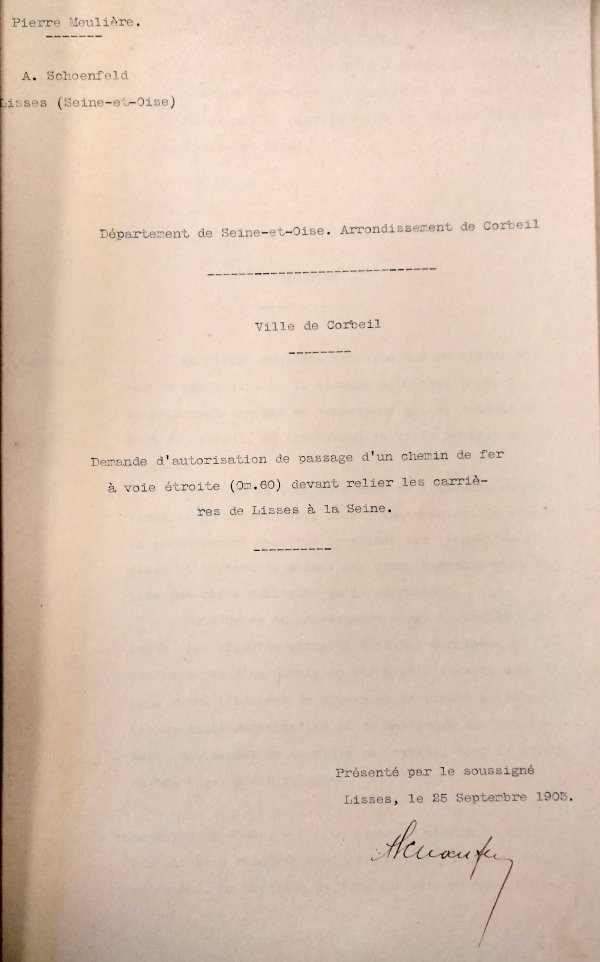 Pierre Meulière.
A. Schoenfeld
Lisses (Seine-et-Oise)
Département de Seine-et-Oise. Arrondissement de Corbeil
Ville de Corbeil
Demande d'autorisation de passage d'un chemin de fer
à voie étroite (0m.60) devant relier les carriè-
res de Lisses à la Seine.
Présenté par le soussigné
Lisses, le 25 Septembre 1903.